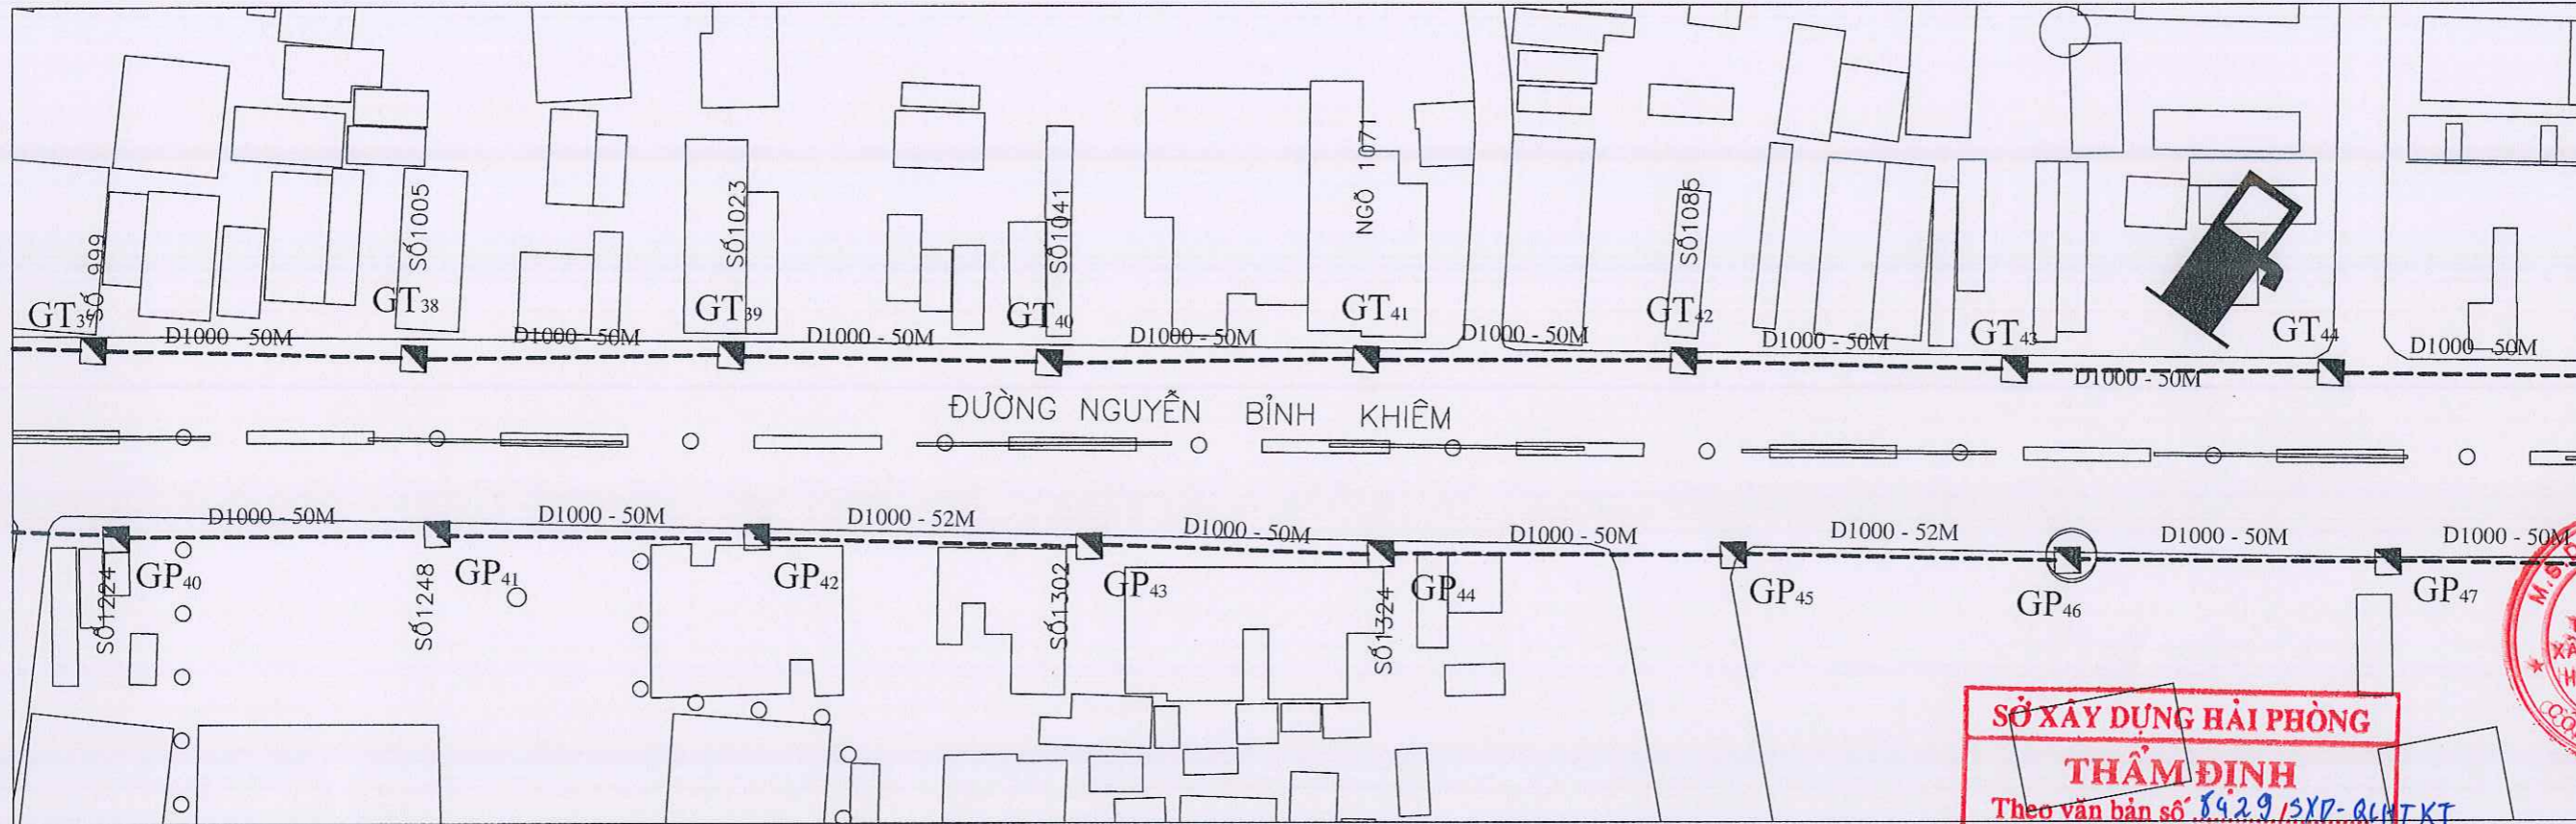 SỐ 999
SỐ1005
SỐ1023
SỐ1041
NGÕ 1071
SỐ1085
GT37
GT38
GT39
GT40
GT41
GT42
GT43
GT44
D1000 - 50M
D1000 - 50M
D1000 - 50M
D1000 - 50M
D1000 - 50M
D1000 - 50M
D1000 - 50M
D1000 - 50M
ĐƯỜNG NGUYỄN BỈNH KHIÊM
D1000 - 50M
D1000 - 50M
D1000 - 52M
D1000 - 50M
D1000 - 50M
D1000 - 52M
D1000 - 50M
D1000 - 50M
SỐ1224
GP40
SỐ1248
GP41
GP42
SỐ1302
GP43
SỐ1324
GP44
GP45
GP46
GP47
SỞ XÂY DỰNG HẢI PHÒNG
THẨM ĐỊNH
Theo văn bản số 8429/SXD-QLHTKT